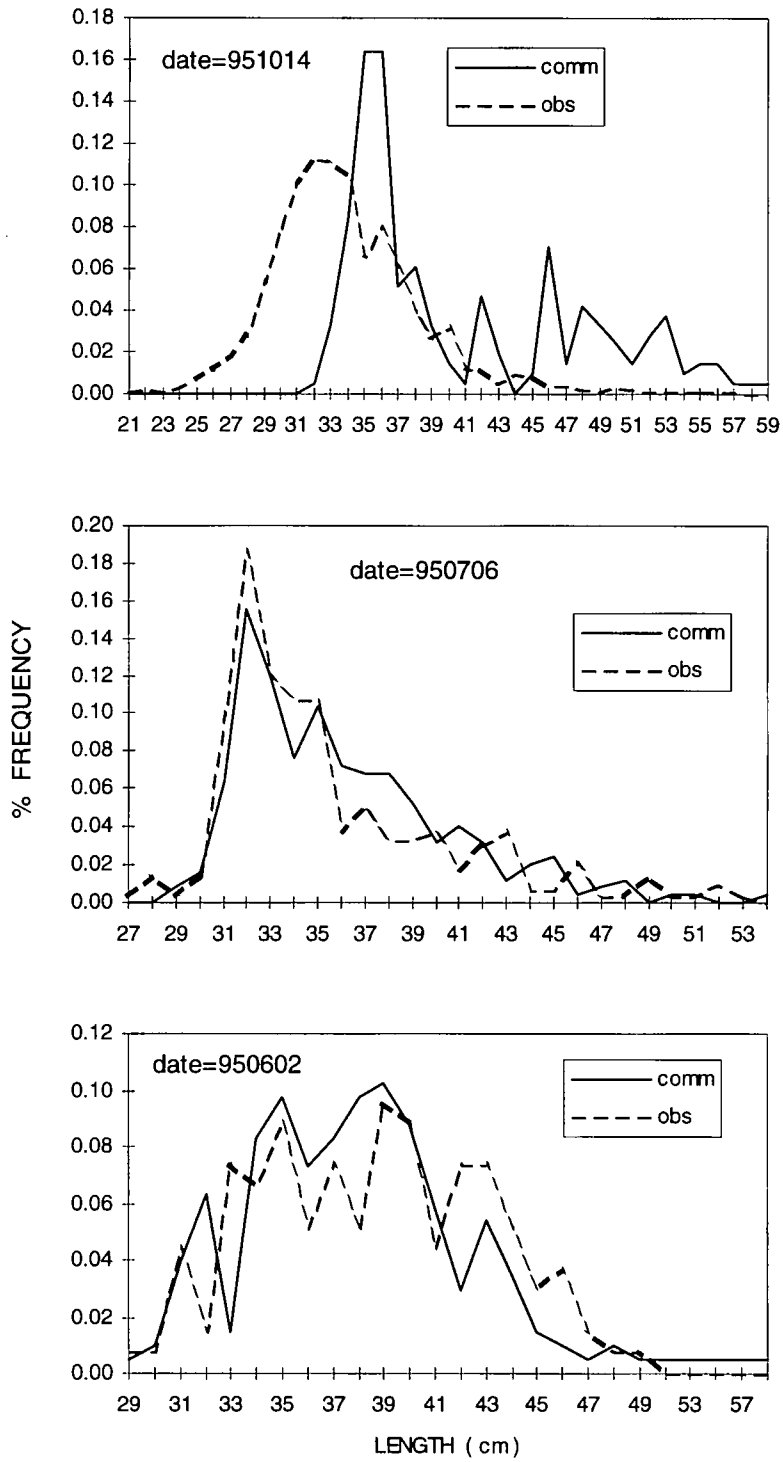 0.18
0.16
0.14
0.12
0.10
0.08
0.06
0.04
0.02
0.00
date=951014
comm
obs
21 23 25 27 29 31 33 35 37 39 41 43 45 47 49 51 53 55 57 59
% FREQUENCY
0.20
0.18
0.16
0.14
0.12
0.10
0.08
0.06
0.04
0.02
0.00
date=950706
comm
obs
27 29 31 33 35 37 39 41 43 45 47 49 51 53
0.12
0.10
0.08
0.06
0.04
0.02
0.00
date=950602
comm
obs
29 31 33 35 37 39 41 43 45 47 49 53 57
LENGTH ( cm )